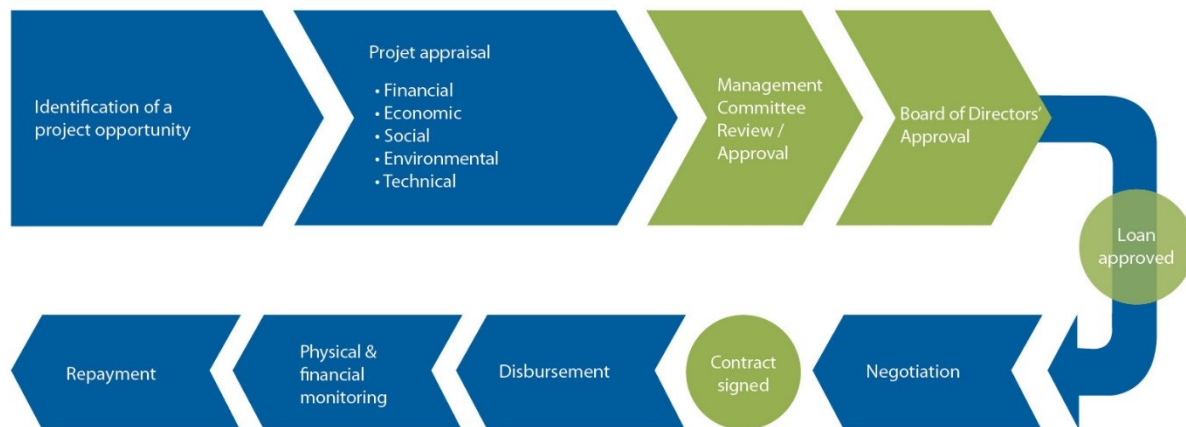 Identification of a
project opportunity
Projet appraisal
• Financial
• Economic
• Social
• Environmental
• Technical
Management
Committee
Review /
Approval
Board of Directors’
Approval
Loan
approved
Negotiation
Contract
signed
Disbursement
Physical &
financial
monitoring
Repayment